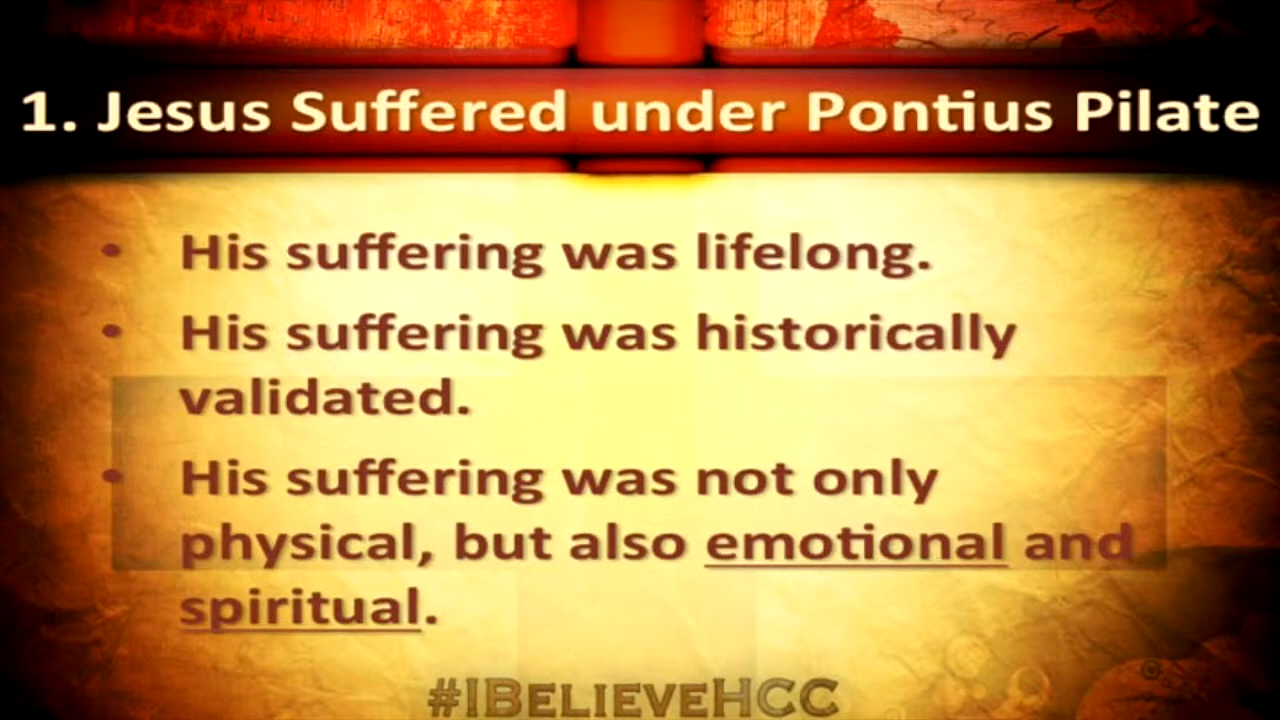 1. Jesus Suffered under Pontius Pilate
• His suffering was lifelong.
• His suffering was historically
validated.
• His suffering was not only
physical, but also emotional and
spiritual.
#IBelieveHCC